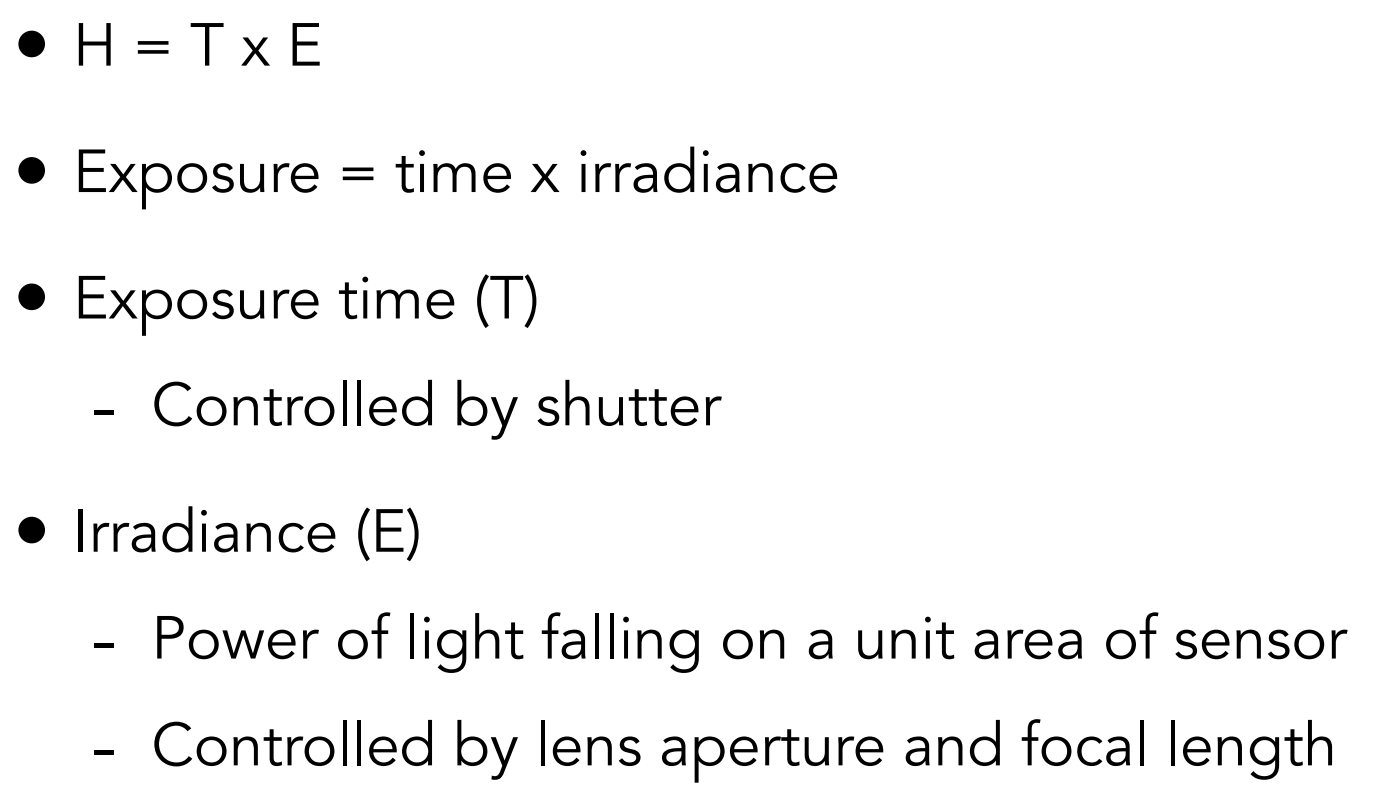 • H = T x E
• Exposure = time x irradiance
• Exposure time (T)
- Controlled by shutter
• Irradiance (E)
- Power of light falling on a unit area of sensor
- Controlled by lens aperture and focal length